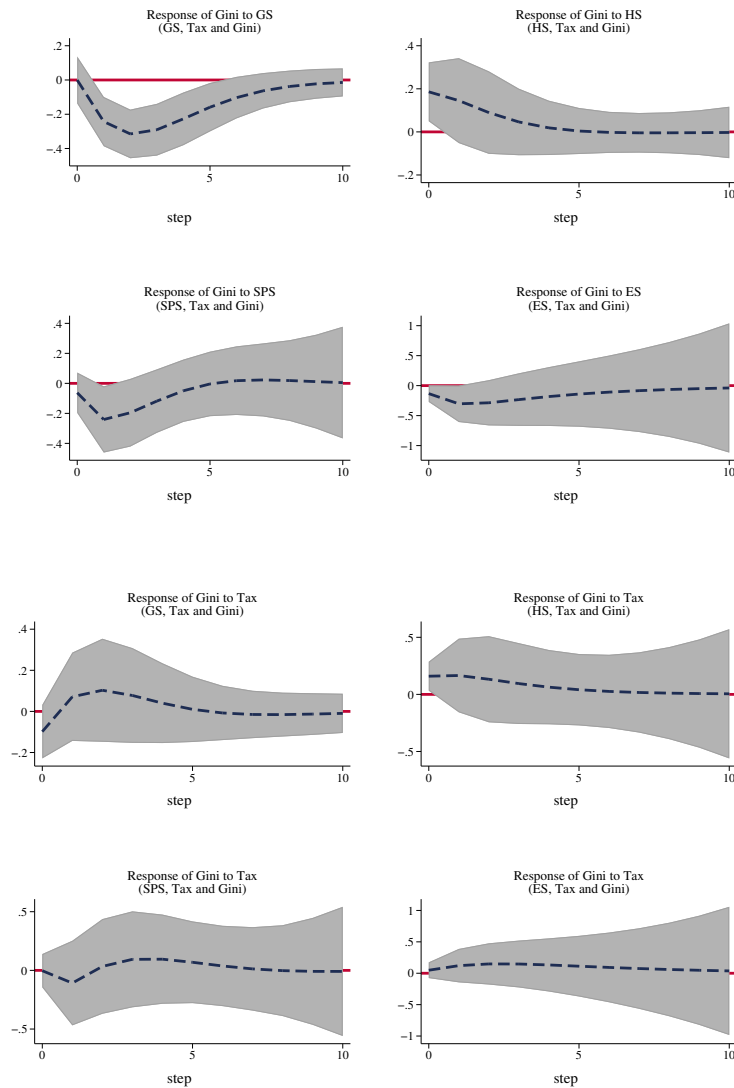 Response of Gini to GS
(GS, Tax and Gini)
.2
0
−.2
−.4
0
5
10
step
Response of Gini to HS
(HS, Tax and Gini)
.4
.2
0
−.2
0
5
10
step
Response of Gini to SPS
(SPS, Tax and Gini)
.4
.2
0
−.2
−.4
0
5
10
step
Response of Gini to ES
(ES, Tax and Gini)
1
.5
0
−.5
−1
0
5
10
step
Response of Gini to Tax
(GS, Tax and Gini)
.4
.2
0
−.2
0
5
10
step
Response of Gini to Tax
(HS, Tax and Gini)
.5
0
−.5
0
5
10
step
Response of Gini to Tax
(SPS, Tax and Gini)
.5
0
−.5
0
5
10
step
Response of Gini to Tax
(ES, Tax and Gini)
1
.5
0
−.5
−1
0
5
10
step